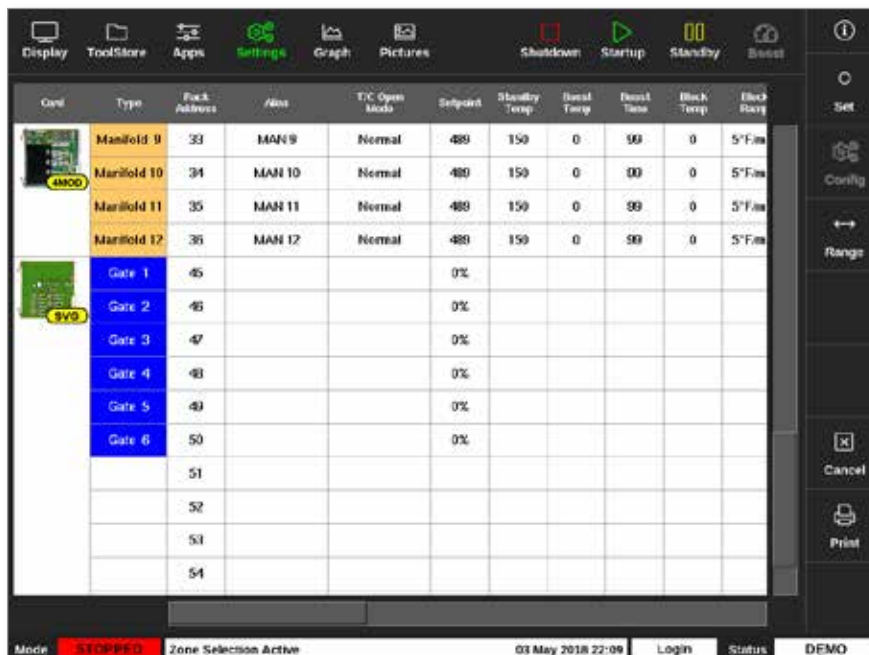 Display ToolStore Apps Settings Graph Pictures Shutdown Startup Standby Boost
Card Type Rack Address Alias T/C Open Mode Setpoint Standby Temp Boost Temp Boost Time Block Temp Block Ramp
Manifold 9 33 MAN 9 Normal 489 150 0 99 0 5°F/m
Manifold 10 34 MAN 10 Normal 489 150 0 99 0 5°F/m
4MOD
Manifold 11 35 MAN 11 Normal 489 150 0 99 0 5°F/m
Manifold 12 36 MAN 12 Normal 489 150 0 99 0 5°F/m
Gate 1 45 0%
Gate 2 46 0%
SVG
Gate 3 47 0%
Gate 4 48 0%
Gate 5 49 0%
Gate 6 50 0%
51
52
53
54
Set
Config
Range
Cancel
Print
Mode STOPPED Zone Selection Active 03 May 2018 22:09 Login Status DEMO